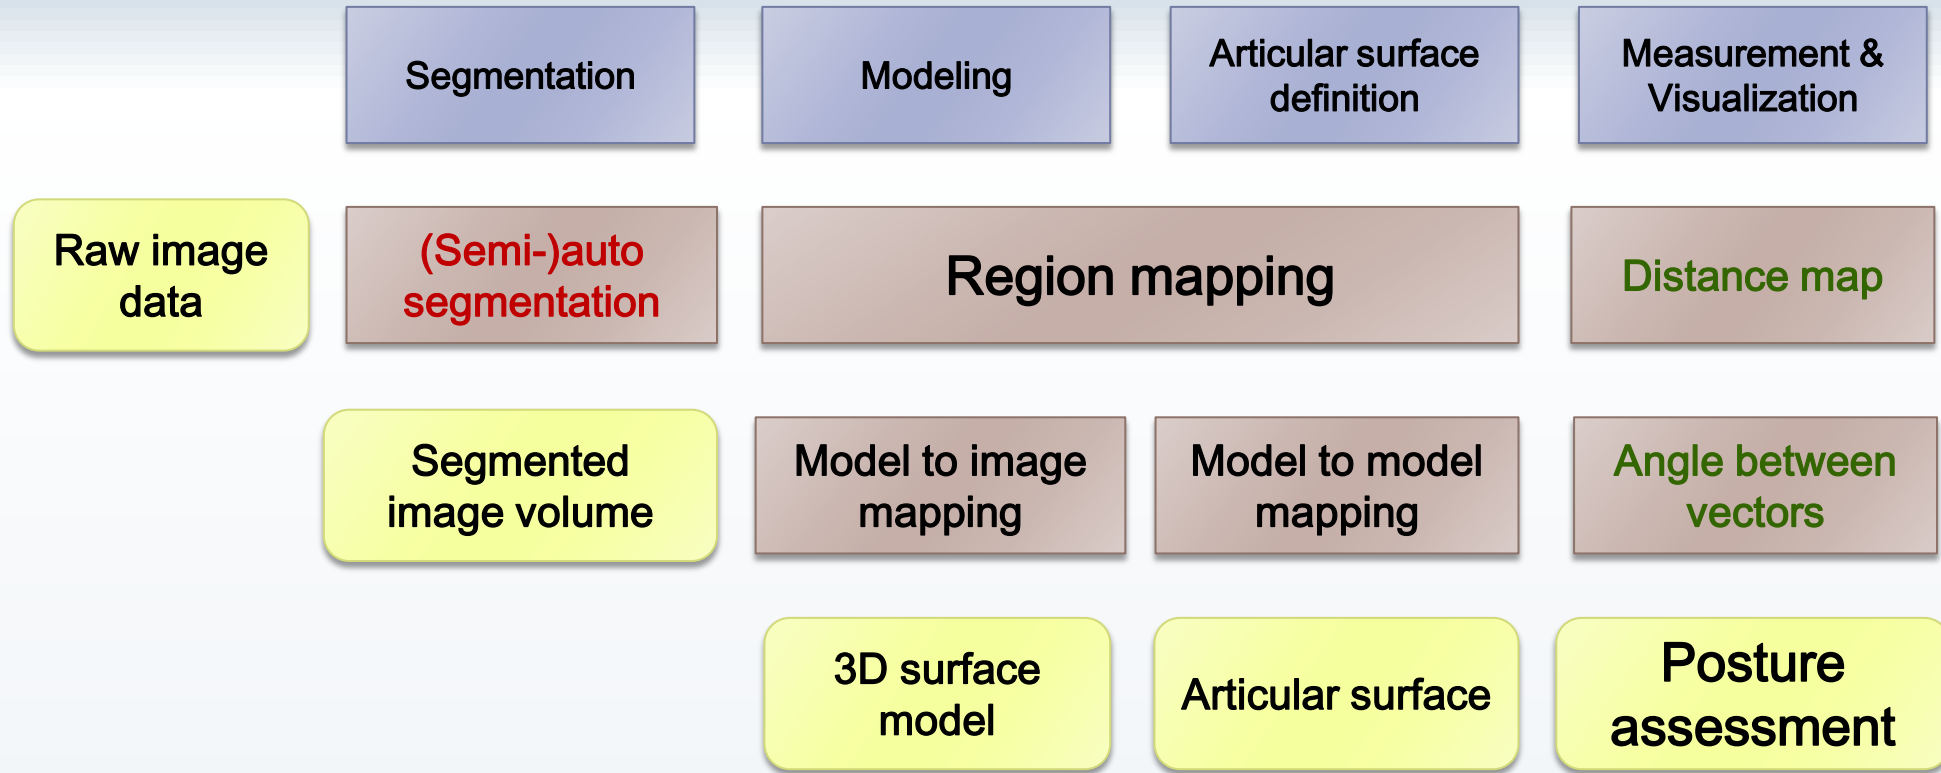 Segmentation
Modeling
Articular surface
definition
Measurement &
Visualization
Raw image
data
(Semi-)auto
segmentation
Region mapping
Distance map
Segmented
image volume
Model to image
mapping
Model to model
mapping
Angle between
vectors
3D surface
model
Articular surface
Posture
assessment